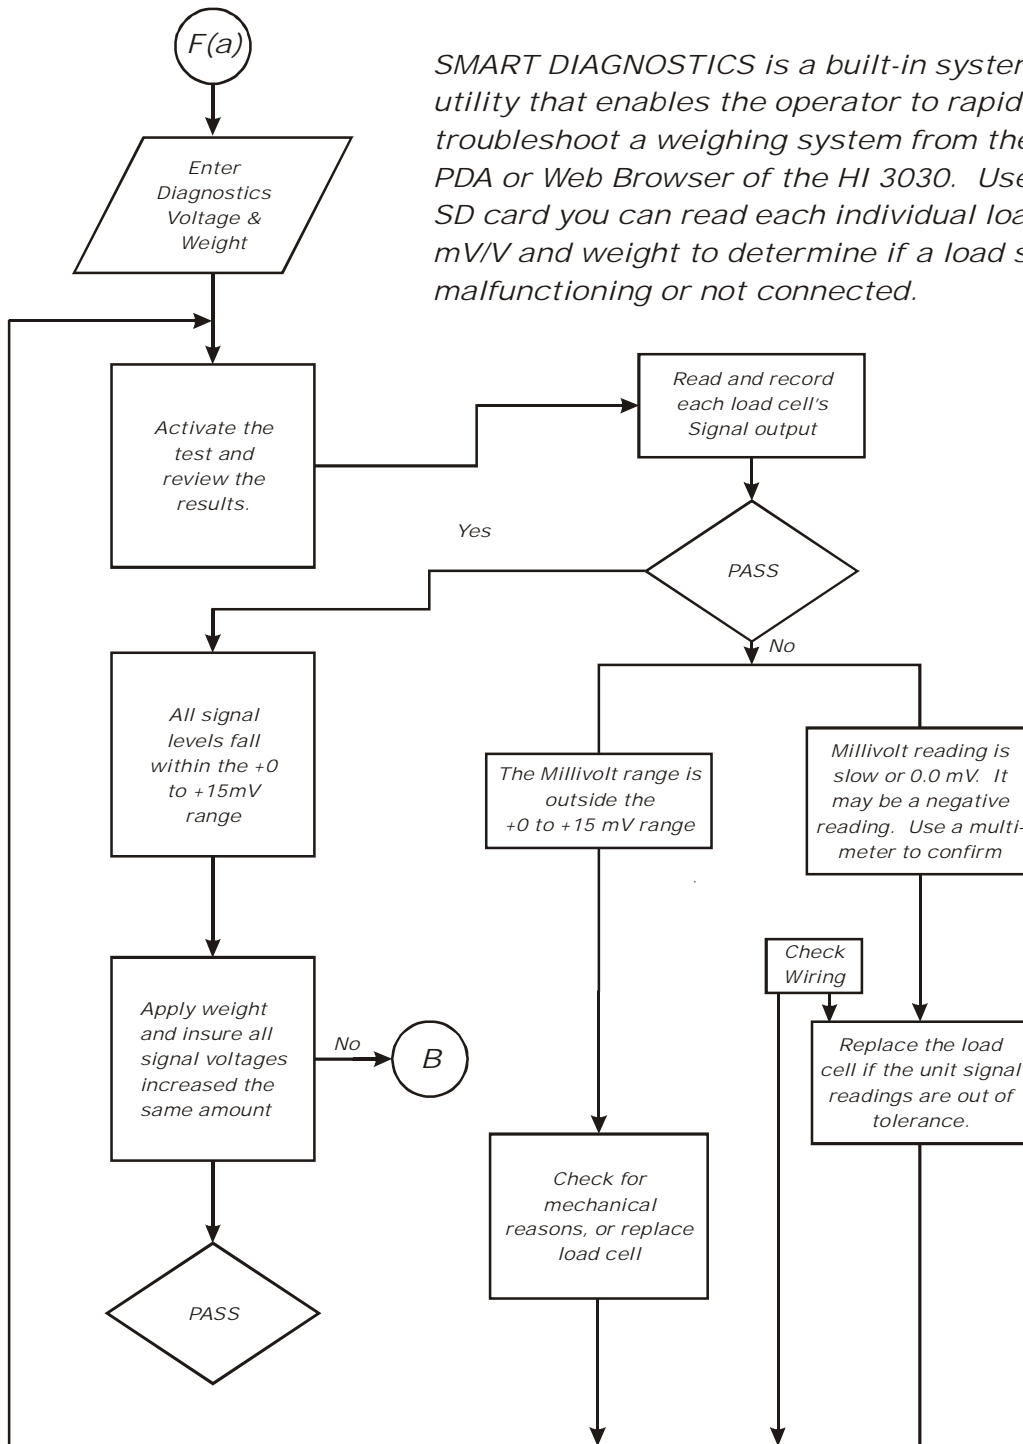 F(a)
SMART DIAGNOSTICS is a built-in
utility that enables the operator to
troubleshoot a weighing system from
PDA or Web Browser of the HI 3030.
SD card you can read each individual
mV/V and weight to determine if a load
malfunctioning or not connected.
Enter
Diagnostics
Voltage &
Weight
Activate the
test and
review the
results.
Read and record
each load cell's
Signal output
Yes
PASS
No
All signal
levels fall
within the +0
to +15mV
range
The Millivolt range is
outside the
+0 to +15 mV range
Millivolt reading is
slow or 0.0 mV. It
may be a negative
reading. Use a multi-
meter to confirm
Check
Wiring
Apply weight
and insure all
signal voltages
increased the
same amount
No
B
Replace the load
cell if the unit signal
readings are out of
tolerance.
Check for
mechanical
reasons, or replace
load cell
PASS